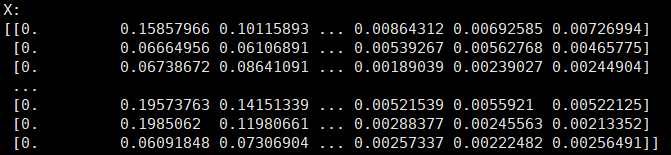 X:
[[0.         0.15857966 0.10115893 ... 0.00864312 0.00692585 0.00726994]
 [0.         0.06664956 0.06106891 ... 0.00539267 0.00562768 0.00465775]
 [0.         0.06738672 0.08641091 ... 0.00189039 0.00239027 0.00244904]
 ...
 [0.         0.19573763 0.14151339 ... 0.00521539 0.0055921  0.00522125]
 [0.         0.1985062  0.11980661 ... 0.00288377 0.00245563 0.00213352]
 [0.         0.06091848 0.07306904 ... 0.00257337 0.00222482 0.00256491]]